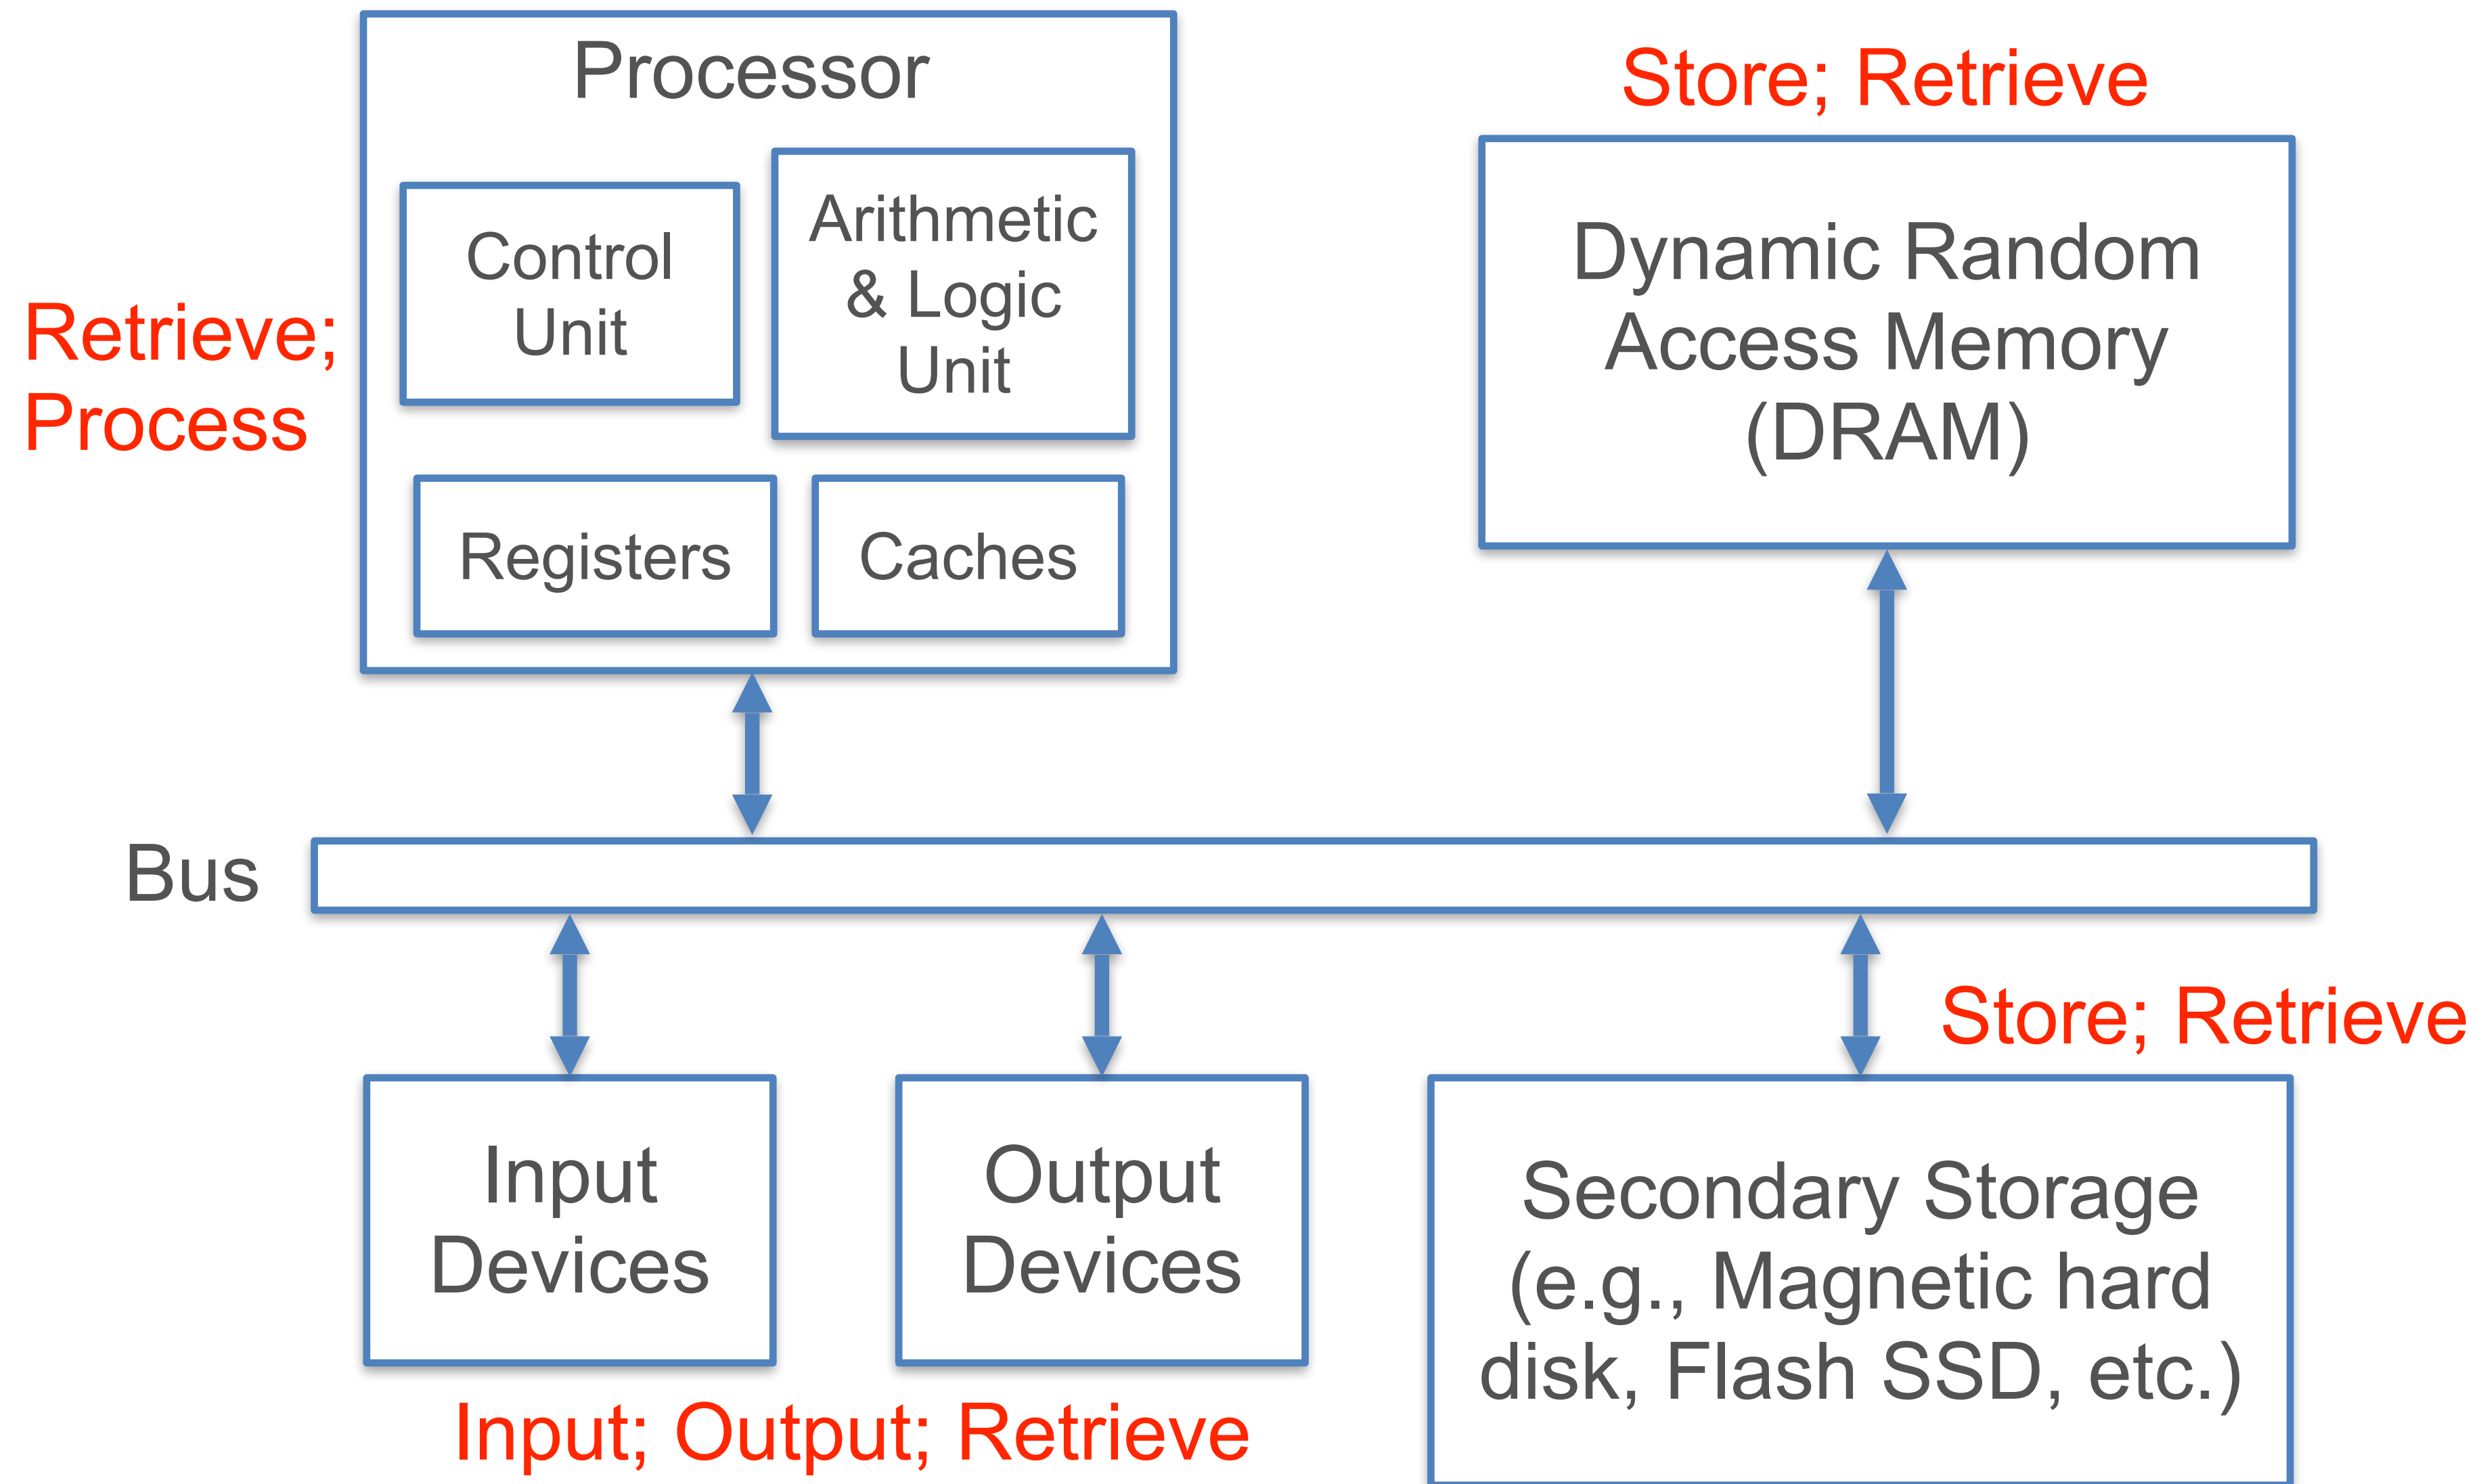 Processor
Store; Retrieve
Control
Unit
Arithmetic
& Logic
Unit
Dynamic Random
Access Memory
(DRAM)
Retrieve;
Process
Registers
Caches
Bus
Store; Retrieve
Input
Devices
Output
Devices
Secondary Storage
(e.g., Magnetic hard
disk, Flash SSD, etc.)
Input; Output; Retrieve